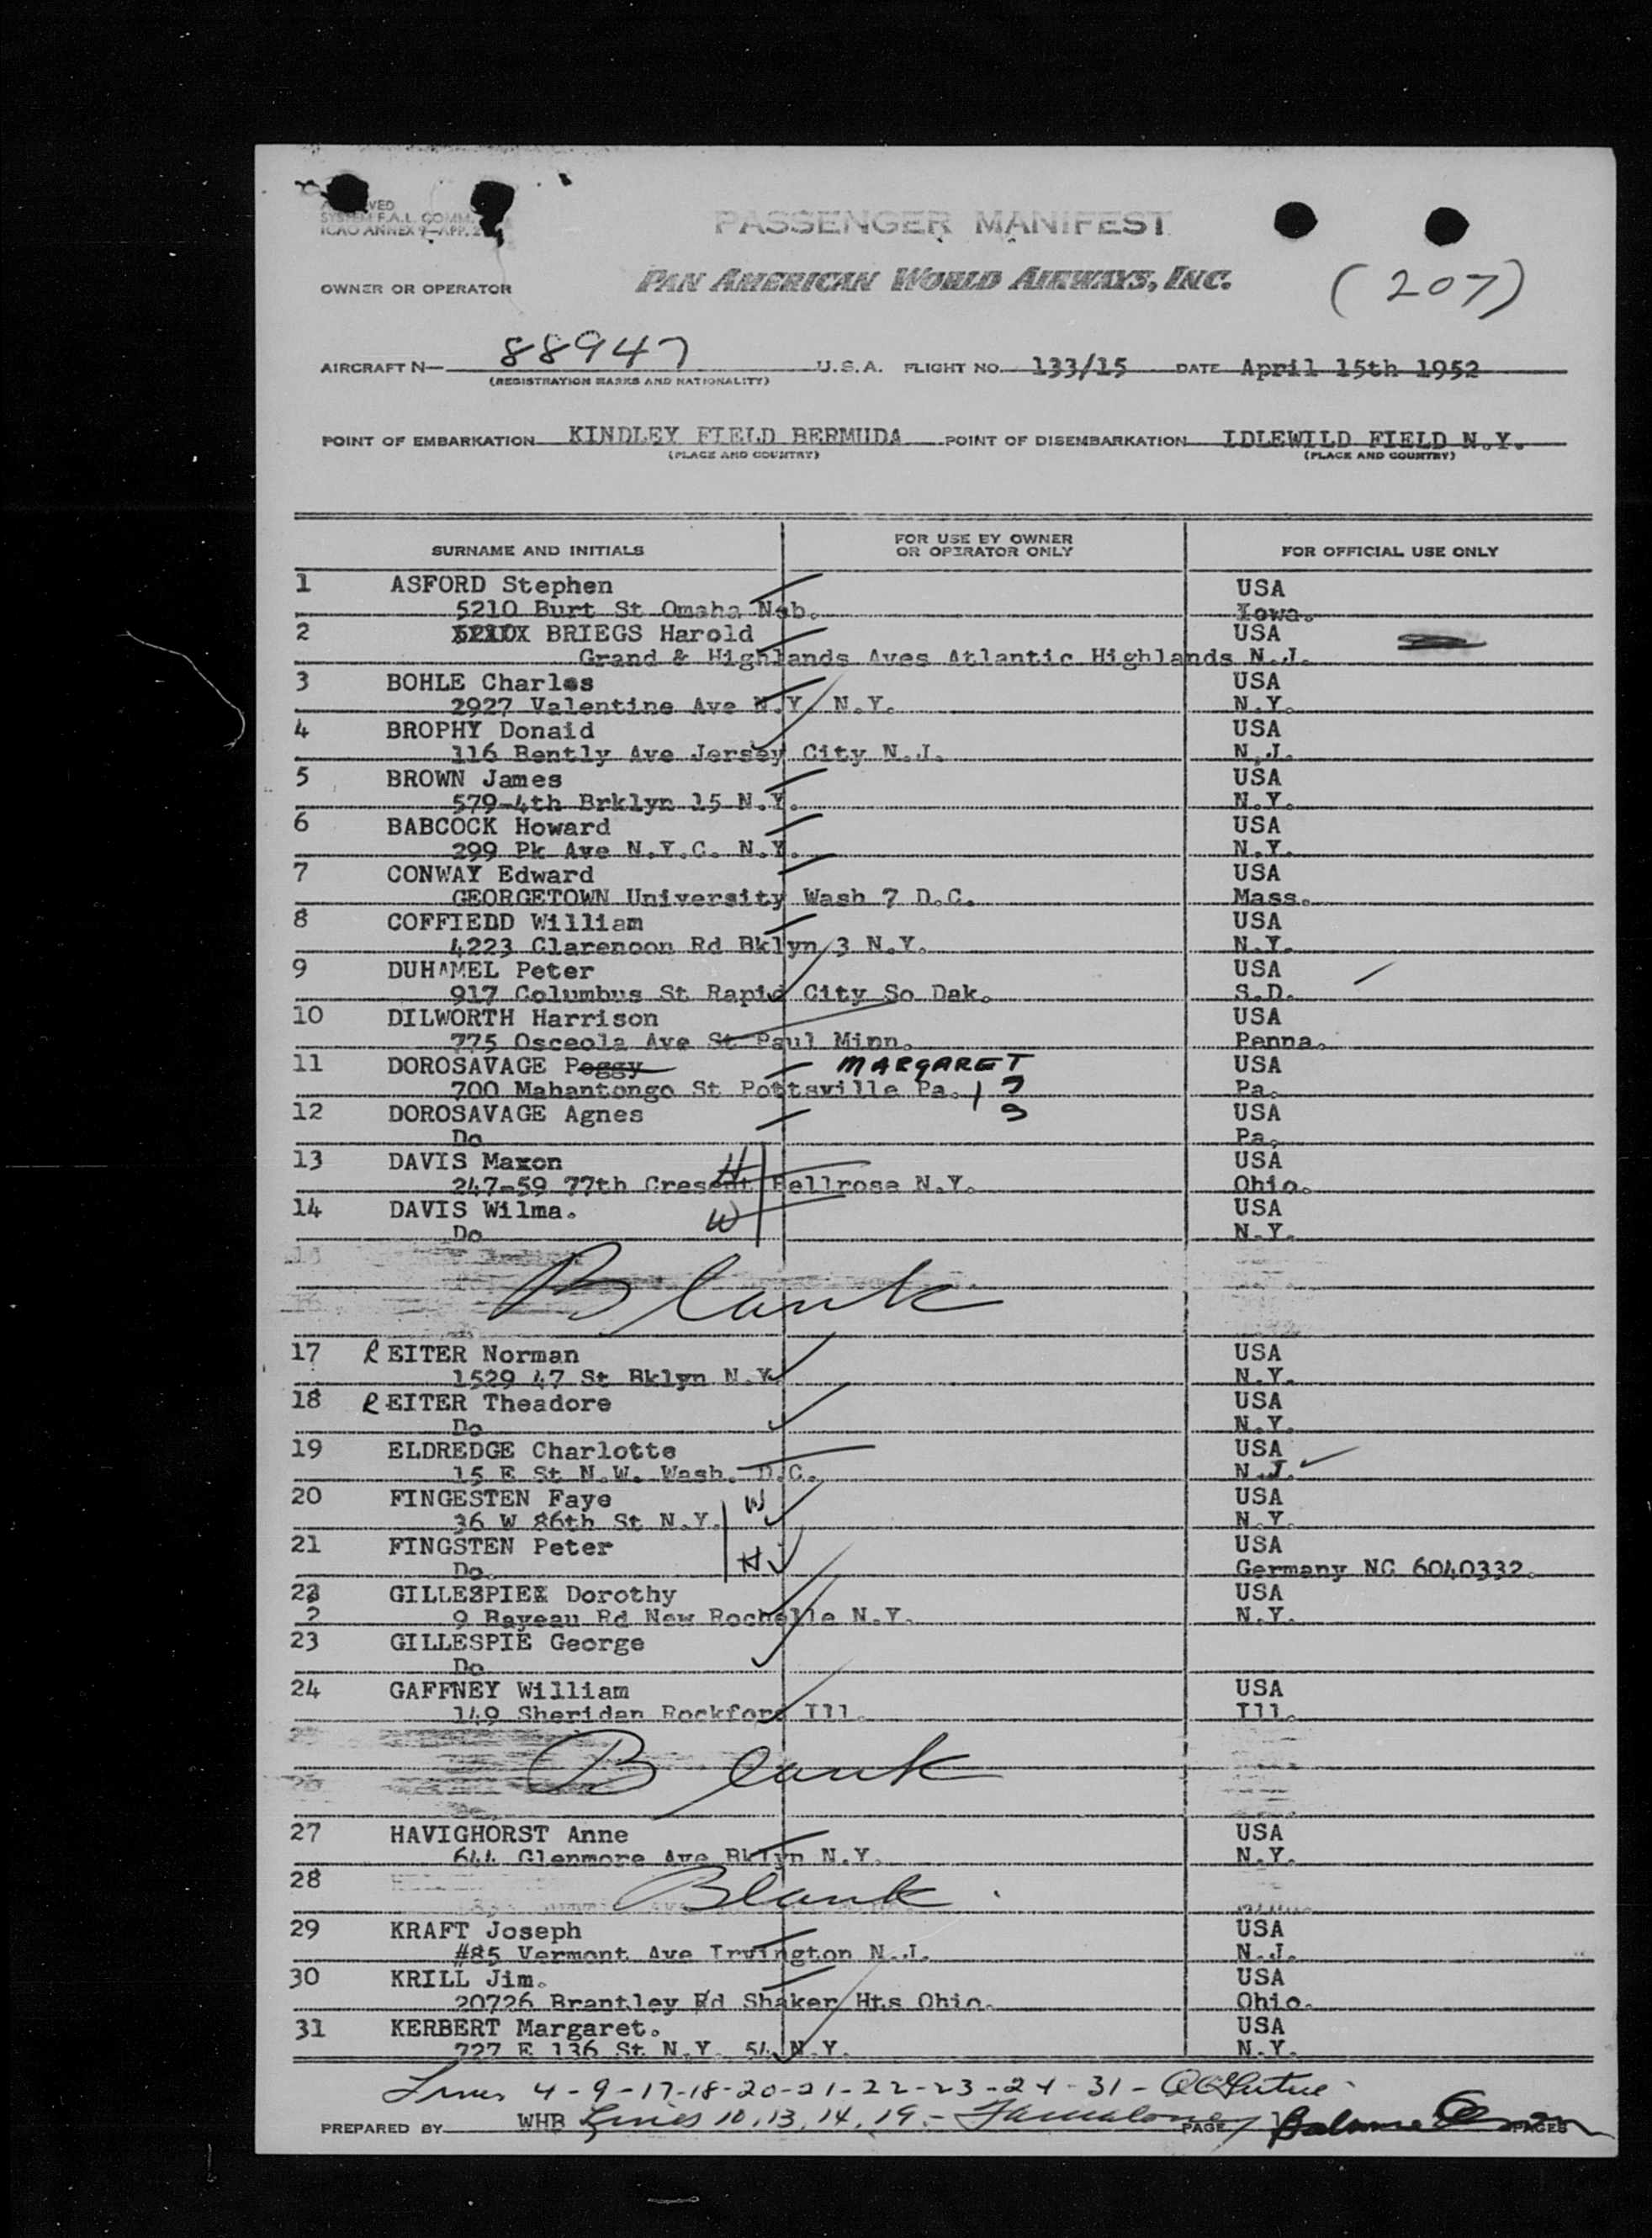 SYSTEM F.A.L. COMM.
ICAO ANNEX 9—APP. 2
PASSENGER MANIFEST
OWNER OR OPERATOR PAN AMERICAN WORLD AIRWAYS, INC. (207)
AIRCRAFT N— 88947 U.S.A. FLIGHT NO. 133/15 DATE April 15th 1952
(REGISTRATION MARKS AND NATIONALITY)
POINT OF EMBARKATION KINDLEY FIELD BERMUDA POINT OF DISEMBARKATION IDLEWILD FIELD N.Y.
(PLACE AND COUNTRY) (PLACE AND COUNTRY)
SURNAME AND INITIALS FOR USE BY OWNER OR OPERATOR ONLY FOR OFFICIAL USE ONLY
1 ASFORD Stephen USA
5210 Burt St Omaha Neb. Iowa.
2 BRIEGS Harold USA
Grand & Highlands Aves Atlantic Highlands N.J.
3 BOHLE Charles USA
2927 Valentine Ave N.Y. N.Y. N.Y.
4 BROPHY Donaid USA
116 Bently Ave Jersey City N.J. N.J.
5 BROWN James USA
579-4th Brklyn 15 N.Y. N.Y.
6 BABCOCK Howard USA
299 Pk Ave N.Y.C. N.Y. N.Y.
7 CONWAY Edward USA
GEORGETOWN University Wash 7 D.C. Mass.
8 COFFIEDD William USA
4223 Clarenoon Rd Bklyn 3 N.Y. N.Y.
9 DUHAMEL Peter USA
917 Columbus St Rapid City So Dak. S.D.
10 DILWORTH Harrison USA
775 Osceola Ave St Paul Minn. Penna.
11 DOROSAVAGE Peggy MARGARET USA
700 Mahantongo St Pottsville Pa. Pa.
12 DOROSAVAGE Agnes USA
Do Pa.
13 DAVIS Maxon H USA
247-59 77th Cresent Bellrose N.Y. Ohio.
14 DAVIS Wilma. W USA
Do N.Y.
Blank
17 REITER Norman USA
1529 47 St Bklyn N.Y. N.Y.
18 REITER Theadore USA
Do N.Y.
19 ELDREDGE Charlotte USA
15 E St N.W. Wash. D.C. N.J.
20 FINGESTEN Faye W USA
36 W 86th St N.Y. N.Y.
21 FINGSTEN Peter H USA
Do. Germany NC 6040332.
22 GILLESPIE Dorothy USA
2 9 Bayeau Rd New Rochelle N.Y. N.Y.
23 GILLESPIE George
Do
24 GAFFNEY William USA
149 Sheridan Rockford Ill. Ill.
Blank
27 HAVIGHORST Anne USA
644 Glenmore Ave Bklyn N.Y. N.Y.
28 Blank
29 KRAFT Joseph USA
#85 Vermont Ave Irvington N.J. N.J.
30 KRILL Jim. USA
20726 Brantley Rd Shaker Hts Ohio. Ohio.
31 KERBERT Margaret. USA
727 E 136 St N.Y. 54 N.Y. N.Y.
Lines 4-9-17-18-20-21-22-23-24-31-
PREPARED BY WHB Lines 10, 13, 14, 19.- PAGE PAGES